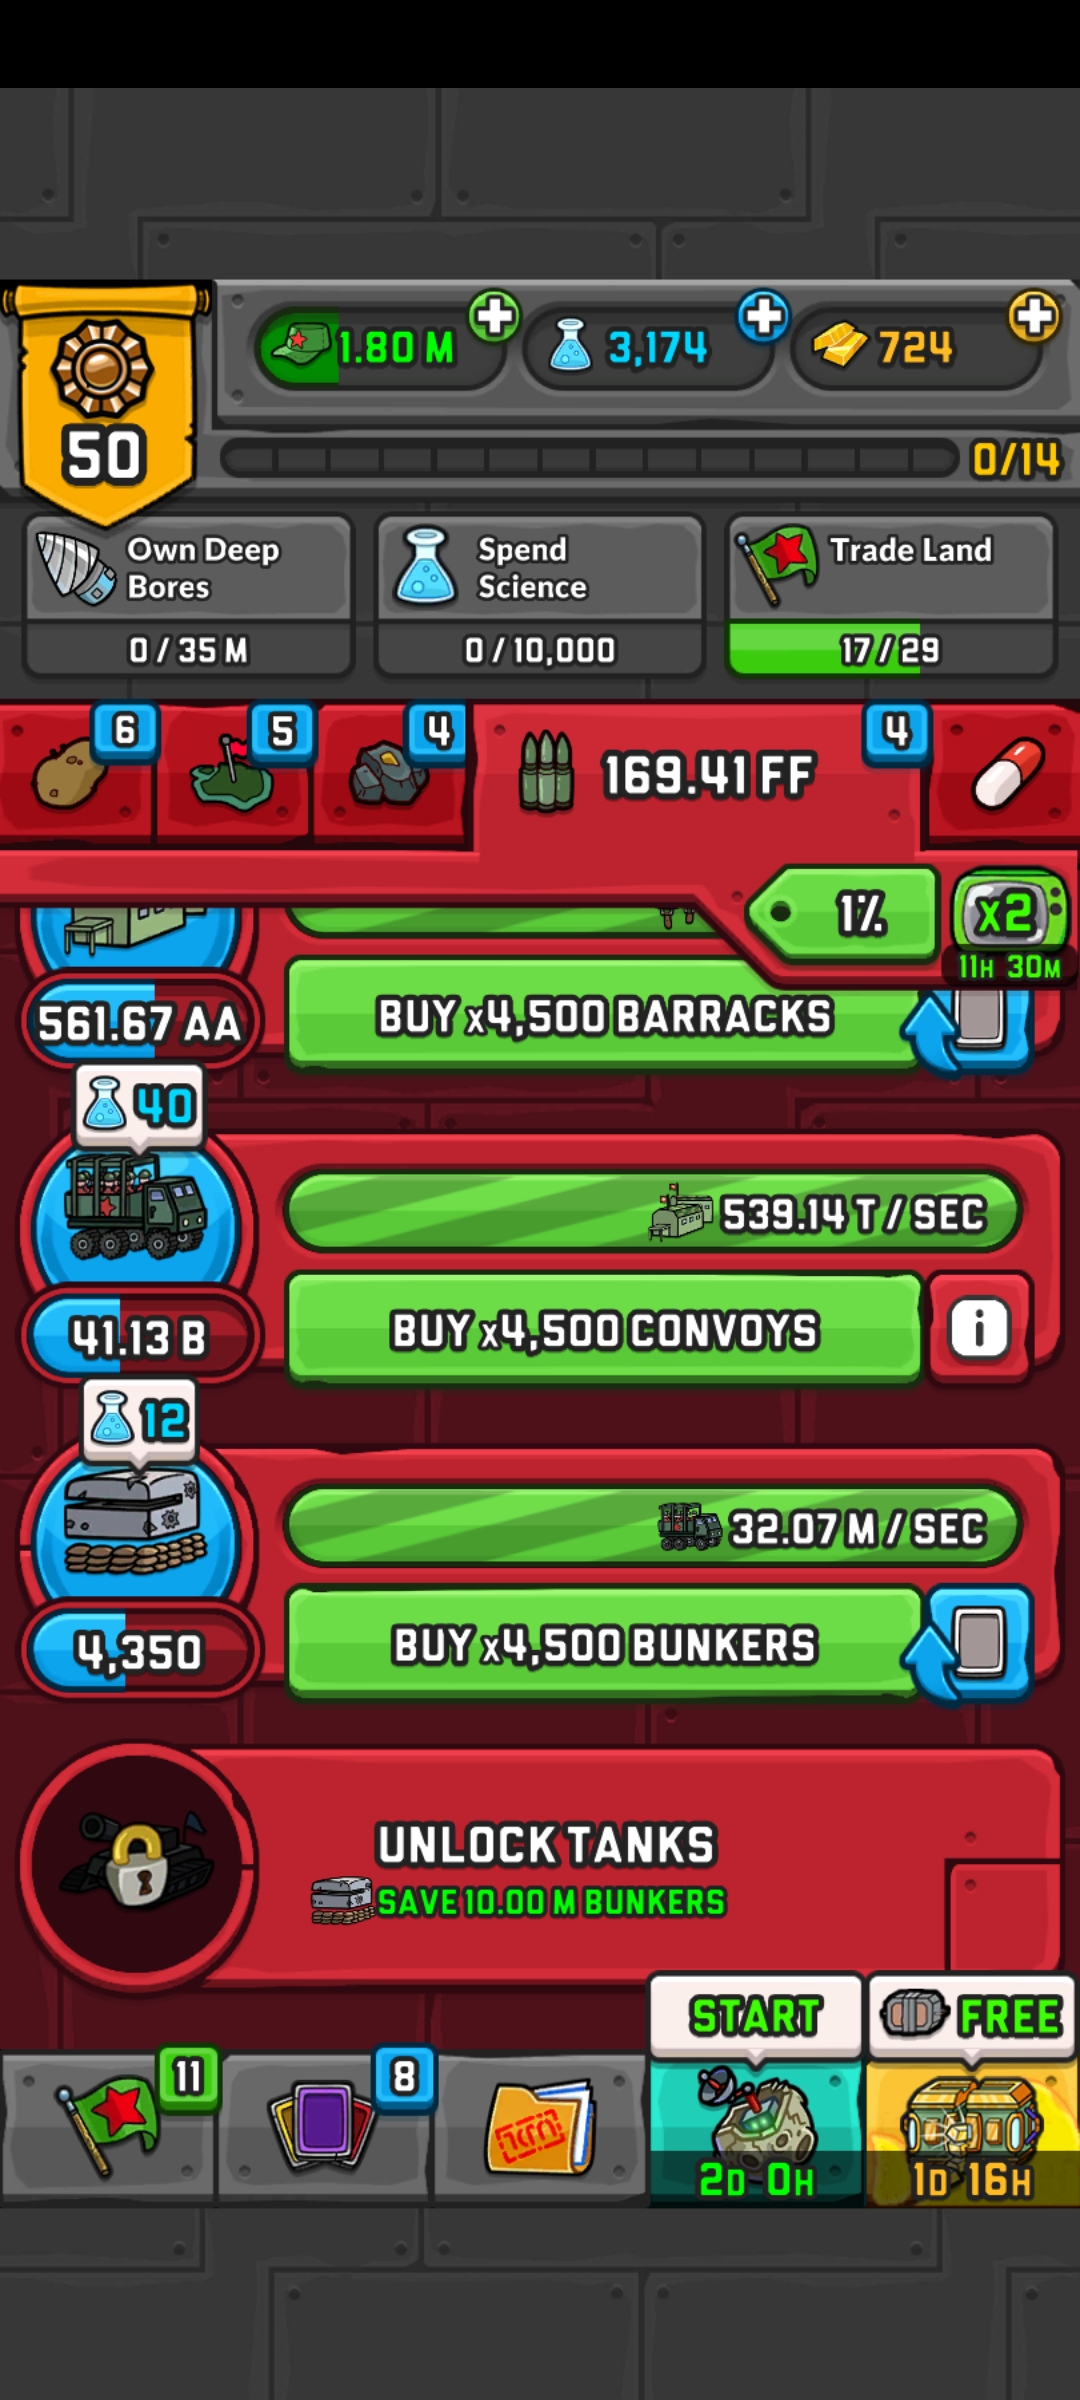 50
1.80 M
3,174
724
0/14
Own Deep
Bores
0 / 35 M
Spend
Science
0 / 10,000
Trade Land
17 / 29
6
5
4
169.41 FF
4
1%
x2
11H 30M
561.67 AA
BUY x4,500 BARRACKS
40
539.14 T / SEC
41.13 B
BUY x4,500 CONVOYS
i
12
32.07 M / SEC
4,350
BUY x4,500 BUNKERS
UNLOCK TANKS
SAVE 10.00 M BUNKERS
START
FREE
11
8
2D 0H
1D 16H